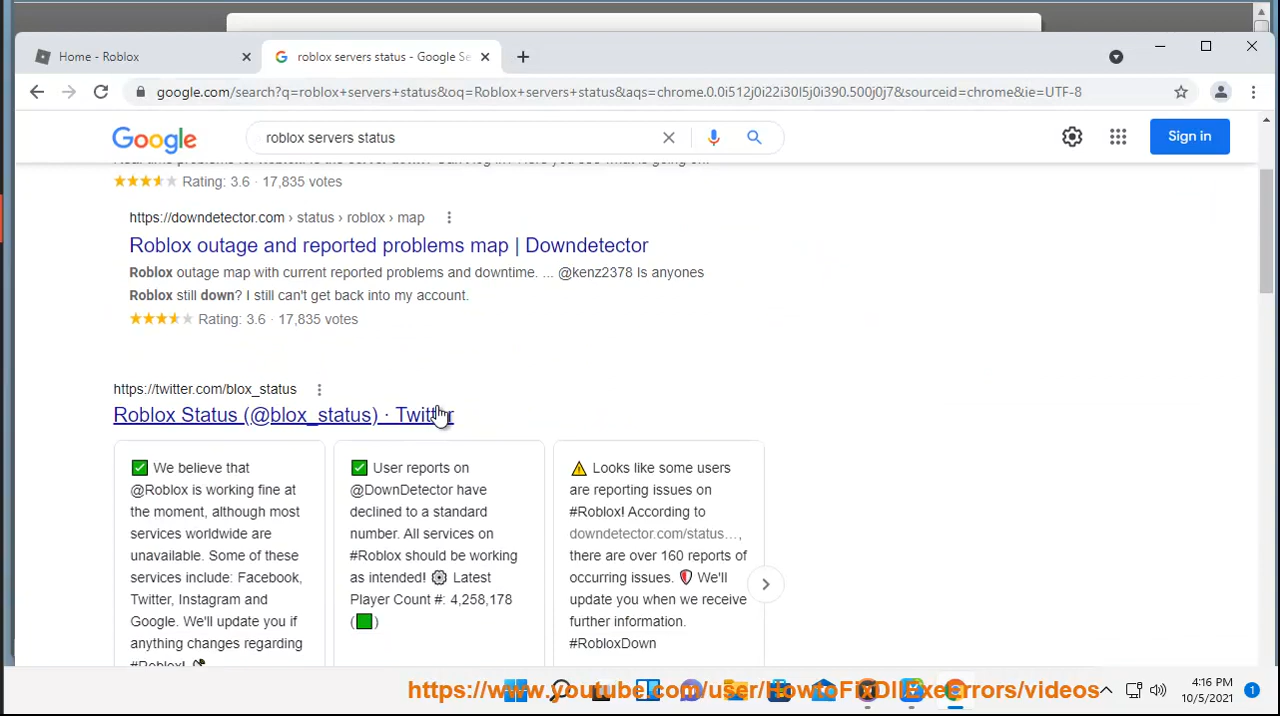 Home - Roblox
roblox servers status - Google Se
google.com/search?q=roblox+servers+status&oq=Roblox+servers+status&aqs=chrome.0.0i512j0i22i30l5j0i390.500j0j7&sourceid=chrome&ie=UTF-8
Google
roblox servers status
Sign in
Rating: 3.6 · 17,835 votes
https://downdetector.com › status › roblox › map
Roblox outage and reported problems map | Downdetector
Roblox outage map with current reported problems and downtime. ... @kenz2378 Is anyones
Roblox still down? I still can't get back into my account.
Rating: 3.6 · 17,835 votes
https://twitter.com/blox_status
Roblox Status (@blox_status) · Twitter
✅ We believe that
@Roblox is working fine at
the moment, although most
services worldwide are
unavailable. Some of these
services include: Facebook,
Twitter, Instagram and
Google. We'll update you if
anything changes regarding
#Roblox!
✅ User reports on
@DownDetector have
declined to a standard
number. All services on
#Roblox should be working
as intended! ⚙️ Latest
Player Count #: 4,258,178
(🟩)
⚠️ Looks like some users
are reporting issues on
#Roblox! According to
downdetector.com/status…,
there are over 160 reports of
occurring issues. 🛡️ We'll
update you when we receive
further information.
#RobloxDown
https://www.youtube.com/user/HowtoFixDllExeerrors/videos
4:16 PM
10/5/2021
1